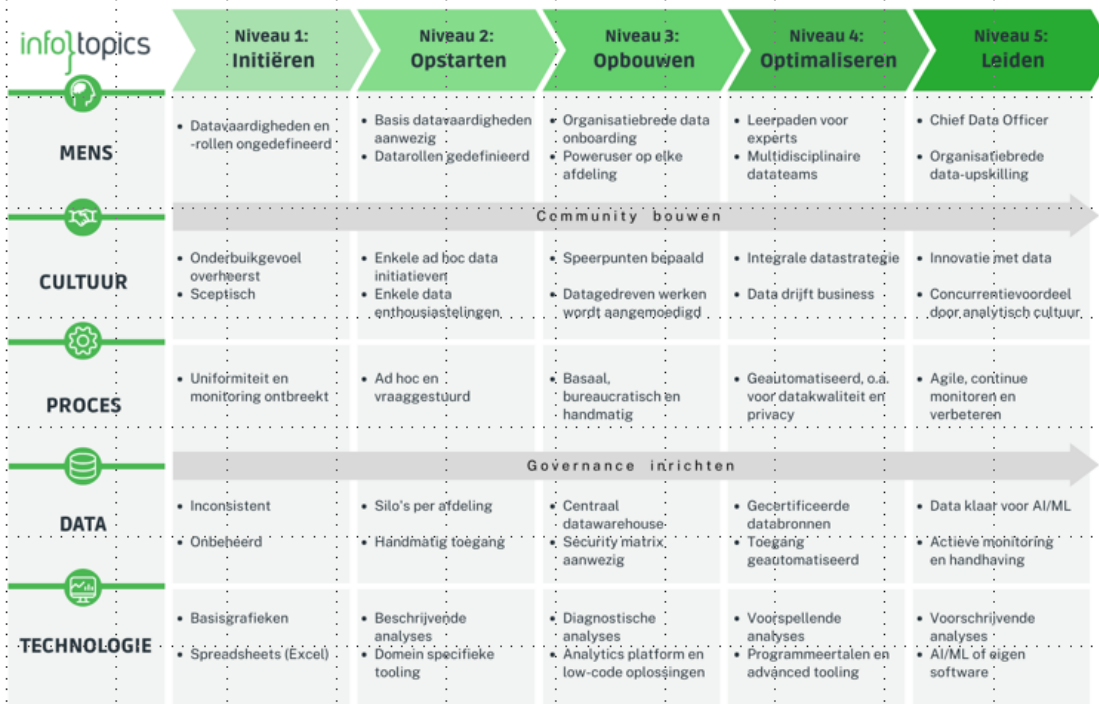 info}topics
Niveau 1:
Initiëren
Niveau 2:
Opstarten
Niveau 3:
Opbouwen
Niveau 4:
Optimaliseren
Niveau 5:
Leiden
MENS
• Datavaardigheden en
-rollen ongedefineerd
• Basis datavaardigheden
aanwezig
• Datarollen gedefinieerd
• Organisatiebrede data
onboarding
• Poweruser op elke
afdeling
• Leerpaden voor
experts
• Multidisciplinaire
datateams
• Chief Data Officer
• Organisatiebrede
data-upskilling
Community bouwen
CULTUUR
• Onderbuikgevoel
overheerst
• Sceptisch
• Enkele ad hoc data
initiatieven
• Enkele data
enthousiastelingen
• Speerpunten bepaald
• Datagedreven werken
wordt aangemoedigd
• Integrale datastrategie
• Data drijft business
• Innovatie met data
• Concurrentievoordeel
door analytisch cultuur
PROCES
• Uniformiteit en
monitoring ontbreekt
• Ad hoc en
vraaggestuurd
• Basaal,
bureaucratisch en
handmatig
• Geautomatiseerd, o.a.
voor datakwaliteit en
privacy
• Agile, continue
monitoren en
verbeteren
Governance inrichten
DATA
• Inconsistent
• Onbeheerd
• Silo's per afdeling
• Handmatig toegang
• Centraal
datawarehouse
• Security matrix
aanwezig
• Gecertificeerde
databronnen
• Toegang
geautomatiseerd
• Data klaar voor AI/ML
• Actieve monitoring
en handhaving
TECHNOLOGIE
• Basisgrafieken
• Spreadsheets (Excel)
• Beschrijvende
analyses
• Domein specifieke
tooling
• Diagnostische
analyses
• Analytics platform en
low-code oplossingen
• Voorspellende
analyses
• Programmeertalen en
advanced tooling
• Voorschrijvende
analyses
• AI/ML of eigen
software